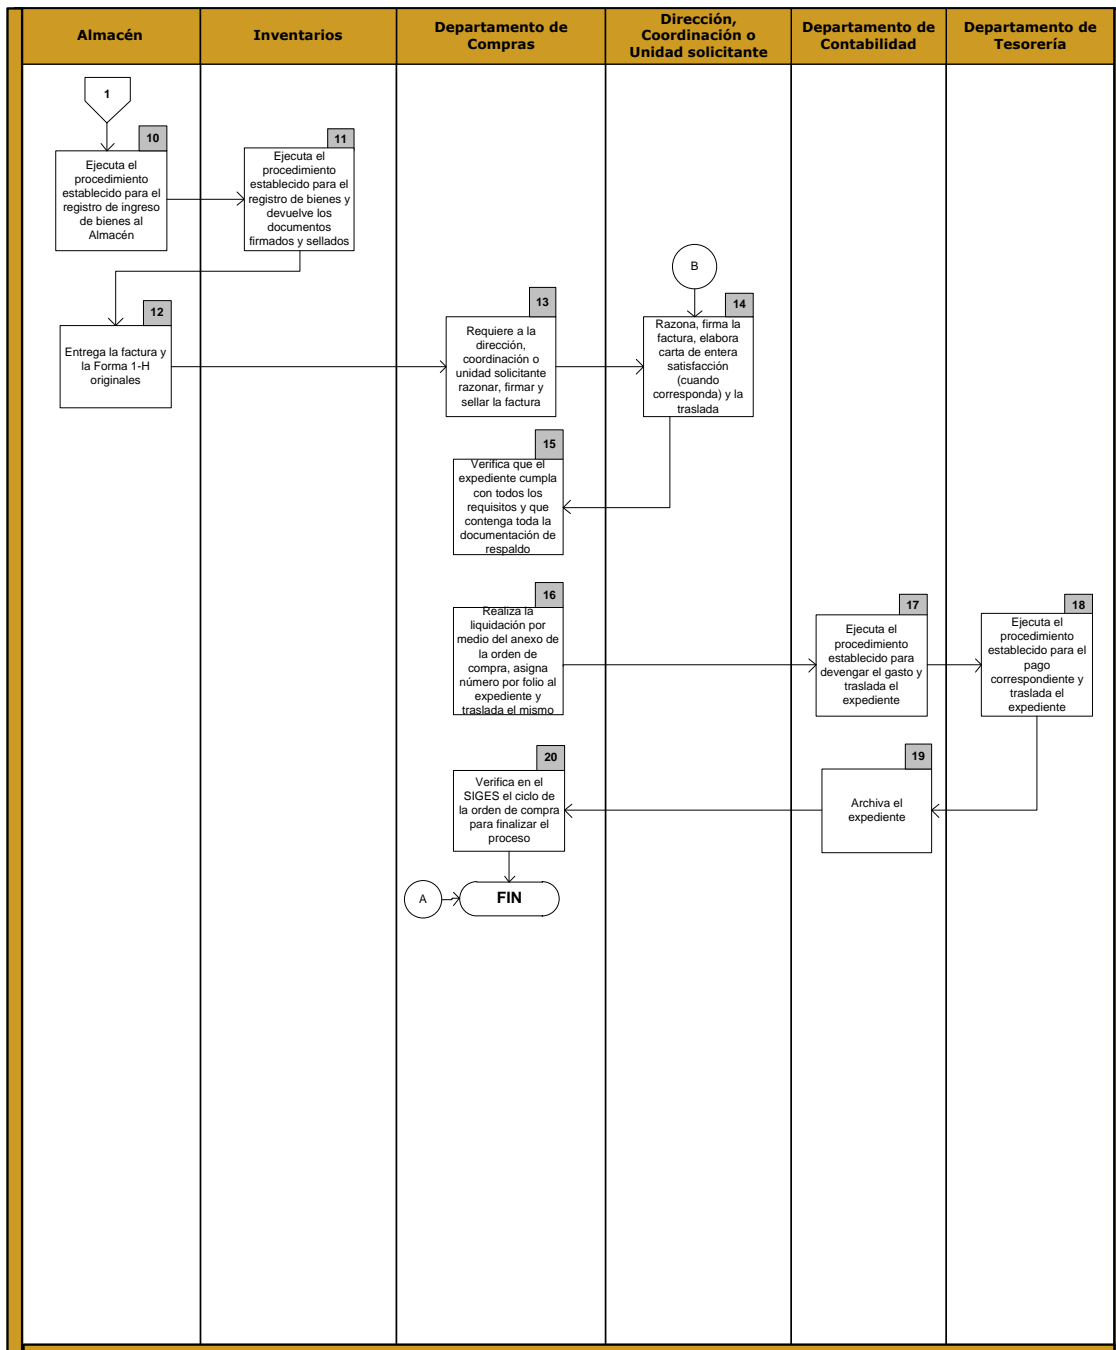 Almacén
Inventarios
Departamento de
Compras
Dirección,
Coordinación o
Unidad solicitante
Departamento de
Contabilidad
Departamento de
Tesorería
1
10
Ejecuta el
procedimiento
establecido para el
registro de ingreso
de bienes al
Almacén
11
Ejecuta el
procedimiento
establecido para el
registro de bienes y
devuelve los
documentos
firmados y sellados
12
Entrega la factura y
la Forma 1-H
originales
13
Requiere a la
dirección,
coordinación o
unidad solicitante
razonar, firmar y
sellar la factura
B
14
Razona, firma la
factura, elabora
carta de entera
satisfacción
(cuando
corresponda) y la
traslada
15
Verifica que el
expediente cumpla
con todos los
requisitos y que
contenga toda la
documentación de
respaldo
16
Realiza la
liquidación por
medio del anexo de
la orden de
compra, asigna
número por folio al
expediente y
traslada el mismo
17
Ejecuta el
procedimiento
establecido para
devengar el gasto y
traslada el
expediente
18
Ejecuta el
procedimiento
establecido para el
pago
correspondiente y
traslada el
expediente
19
Archiva el
expediente
20
Verifica en el
SIGES el ciclo de
la orden de compra
para finalizar el
proceso
A
FIN